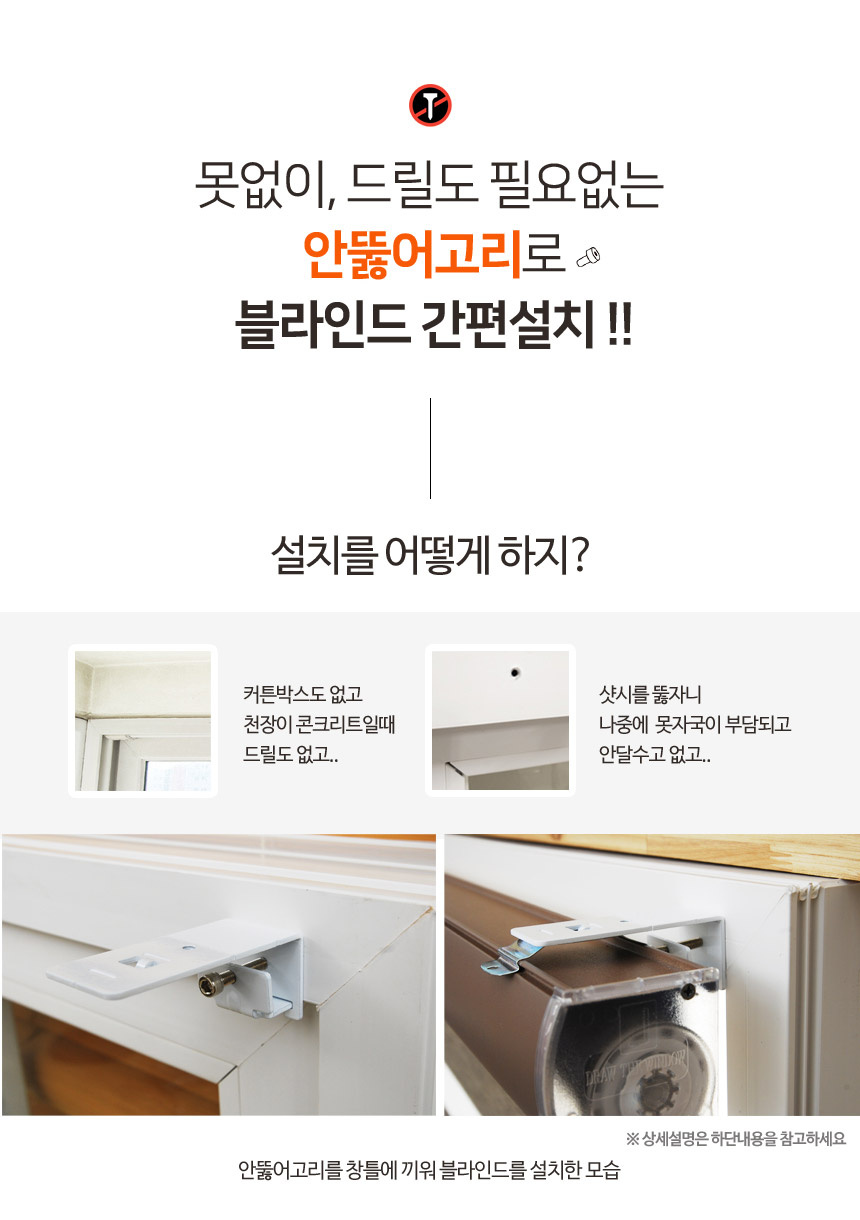 못없이, 드릴도 필요없는
안뚫어고리로
블라인드 간편설치 !!
설치를 어떻게 하지?
커튼박스도 없고
천장이 콘크리트일때
드릴도 없고..
샷시를 뚫자니
나중에 못자국이 부담되고
안달수고 없고..
※ 상세설명은 하단내용을 참고하세요
안뚫어고리를 창틀에 끼워 블라인드를 설치한 모습